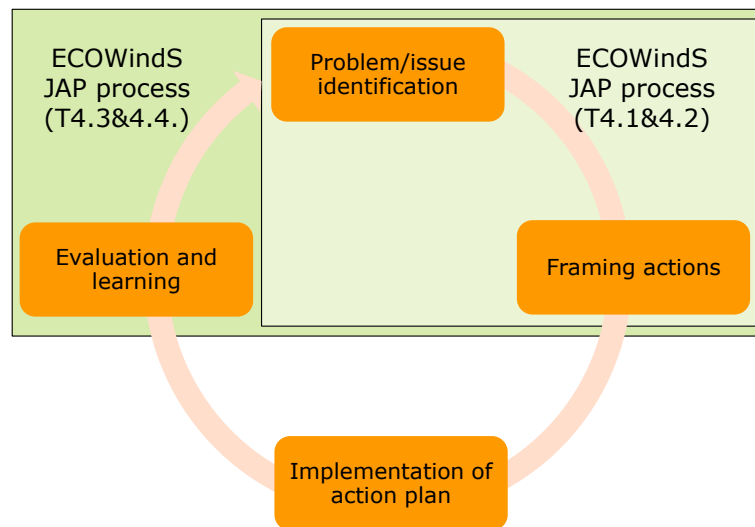 ECOWindS
JAP process
(T4.3&4.4.)
Problem/issue
identification
ECOWindS
JAP process
(T4.1&4.2)
Evaluation and
learning
Framing actions
Implementation of
action plan